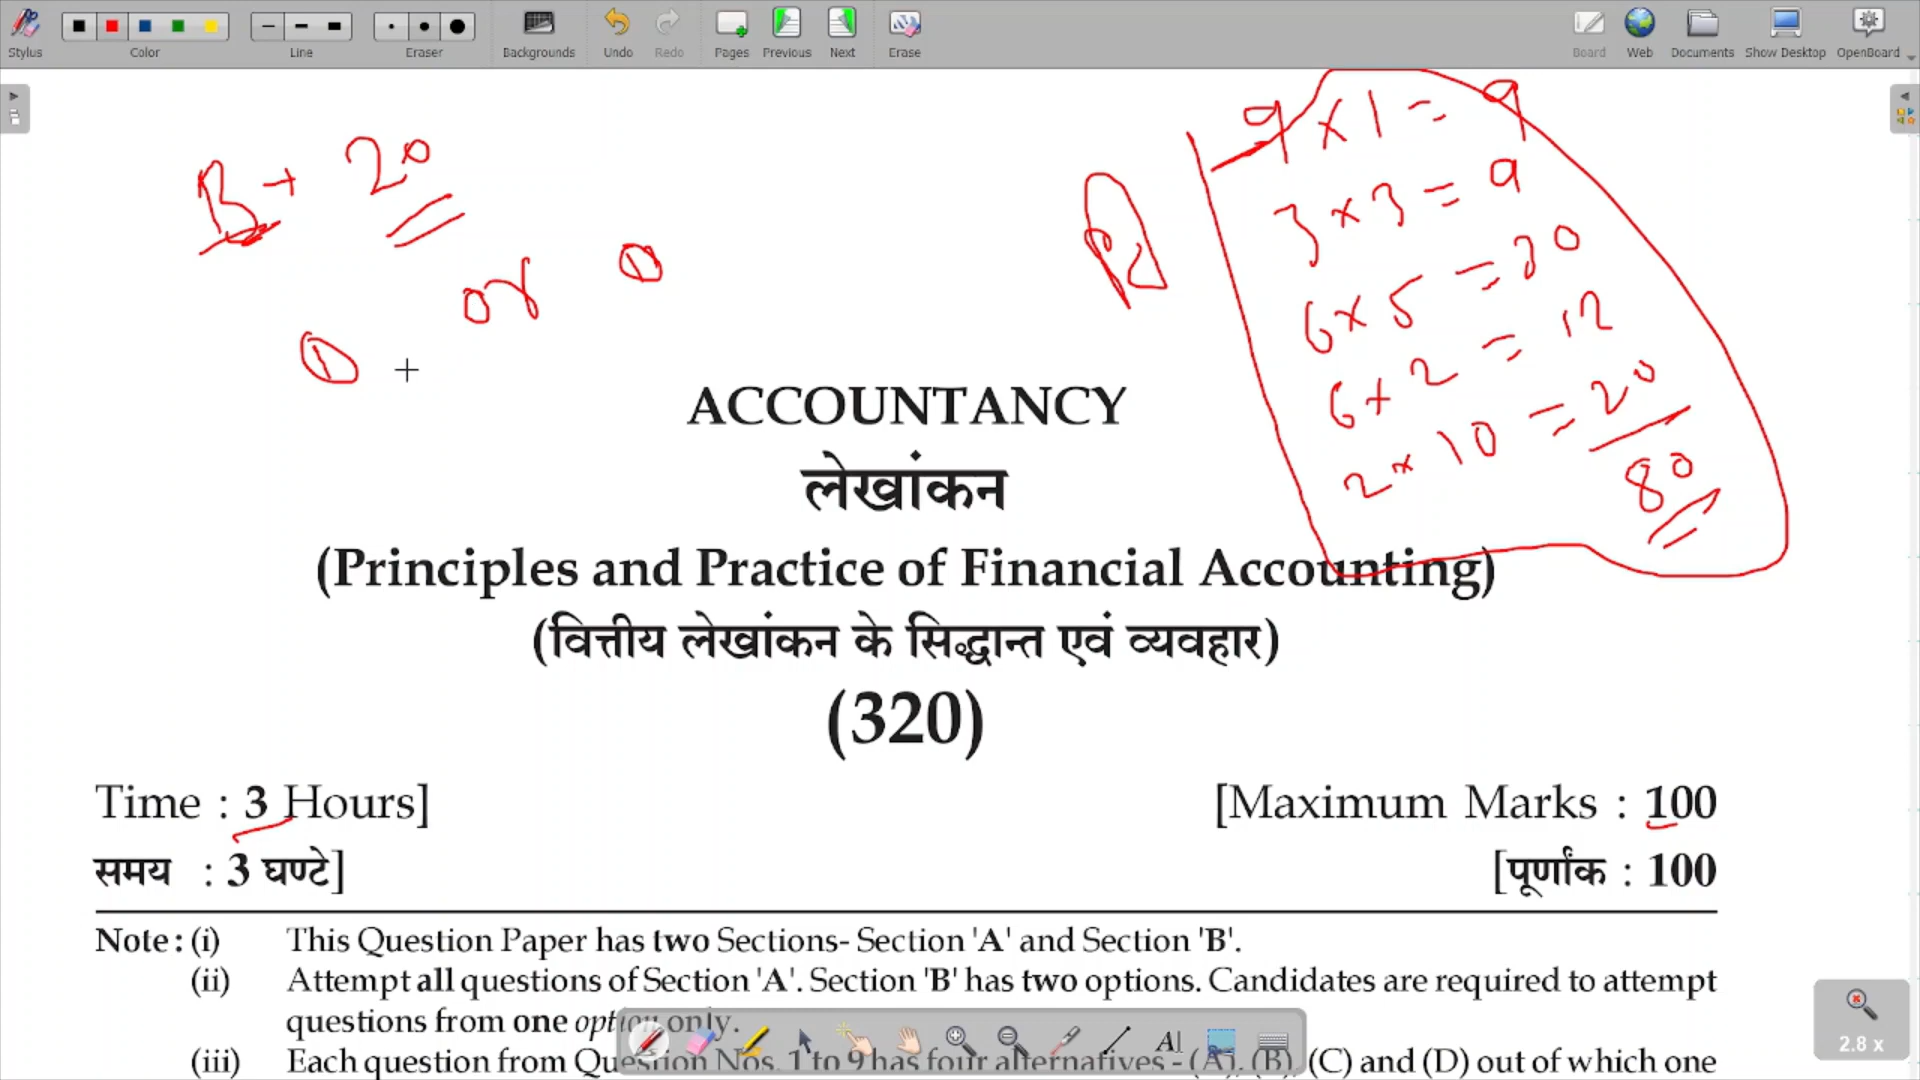 Stylus
Color
Line
Eraser
Backgrounds
Undo
Redo
Pages
Previous
Next
Erase
Board
Web
Documents
Show Desktop
OpenBoard
B + 20
or
9 x 1 = 9
3 x 3 = 9
6 x 5 = 30
6 x 2 = 12
2 x 10 = 20
80
ACCOUNTANCY
लेखांकन
(Principles and Practice of Financial Accounting)
(वित्तीय लेखांकन के सिद्धान्त एवं व्यवहार)
(320)
Time : 3 Hours] [Maximum Marks : 100
समय : 3 घण्टे] [पूर्णांक : 100
Note : (i) This Question Paper has two Sections- Section 'A' and Section 'B'.
(ii) Attempt all questions of Section 'A'. Section 'B' has two options. Candidates are required to attempt
questions from one option only.
(iii) Each question from Question Nos. 1 to 9 has four alternatives - (A), (B), (C) and (D) out of which one
2.8 x